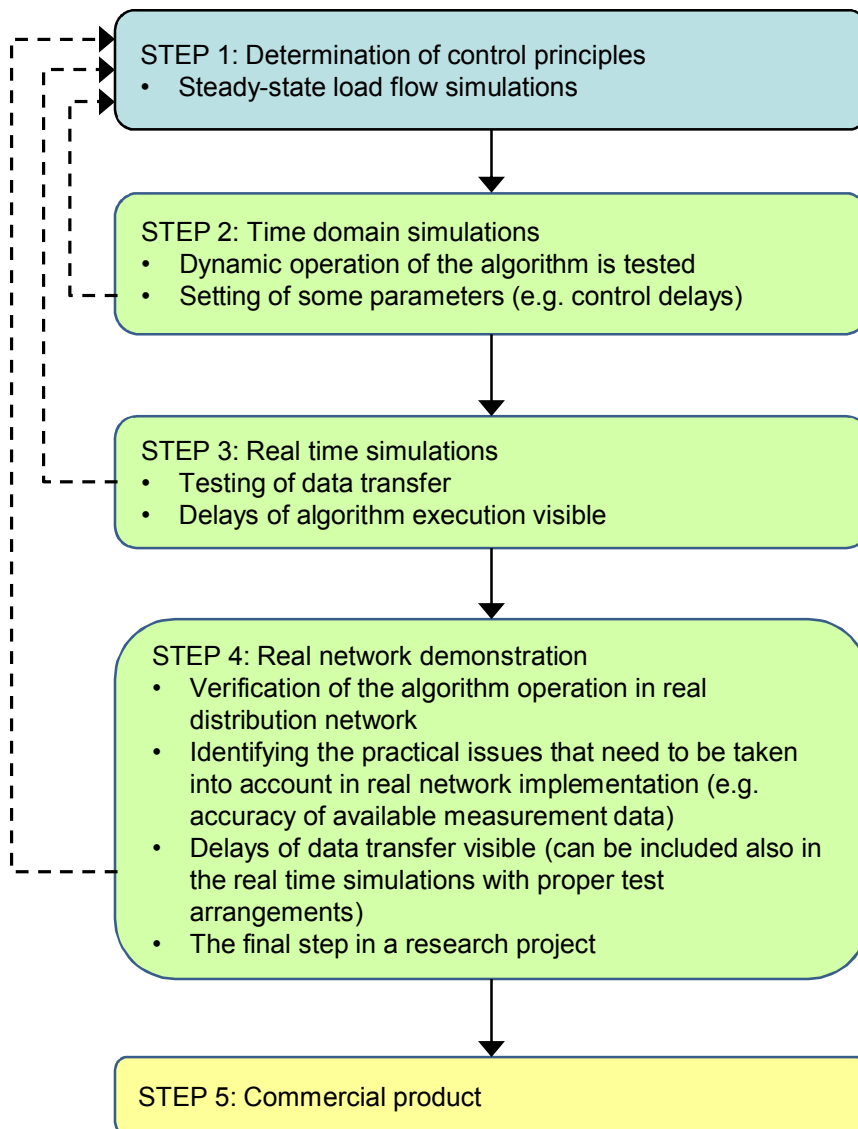 STEP 1: Determination of control principles
• Steady-state load flow simulations
STEP 2: Time domain simulations
• Dynamic operation of the algorithm is tested
• Setting of some parameters (e.g. control delays)
STEP 3: Real time simulations
• Testing of data transfer
• Delays of algorithm execution visible
STEP 4: Real network demonstration
• Verification of the algorithm operation in real
distribution network
• Identifying the practical issues that need to be taken
into account in real network implementation (e.g.
accuracy of available measurement data)
• Delays of data transfer visible (can be included also in
the real time simulations with proper test
arrangements)
• The final step in a research project
STEP 5: Commercial product